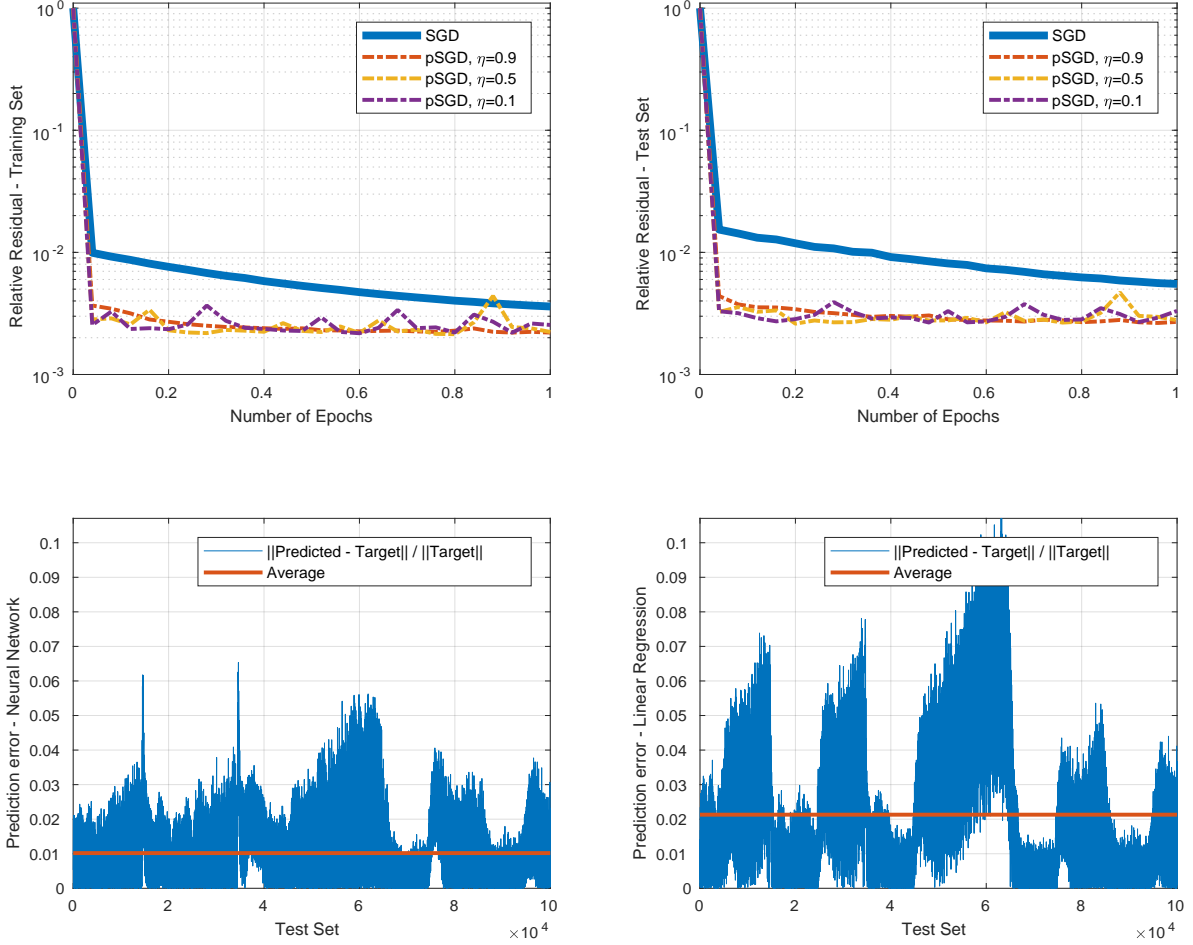 10^0
10^-1
10^-2
10^-3
Relative Residual - Training Set
SGD
pSGD, η=0.9
pSGD, η=0.5
pSGD, η=0.1
0 0.2 0.4 0.6 0.8 1
Number of Epochs
10^0
10^-1
10^-2
10^-3
Relative Residual - Test Set
SGD
pSGD, η=0.9
pSGD, η=0.5
pSGD, η=0.1
0 0.2 0.4 0.6 0.8 1
Number of Epochs
0.1
0.09
0.08
0.07
0.06
0.05
0.04
0.03
0.02
0.01
0
Prediction error - Neural Network
||Predicted - Target|| / ||Target||
Average
0 2 4 6 8 10
Test Set
× 10^4
0.1
0.09
0.08
0.07
0.06
0.05
0.04
0.03
0.02
0.01
0
Prediction error - Linear Regression
||Predicted - Target|| / ||Target||
Average
0 2 4 6 8 10
Test Set
× 10^4